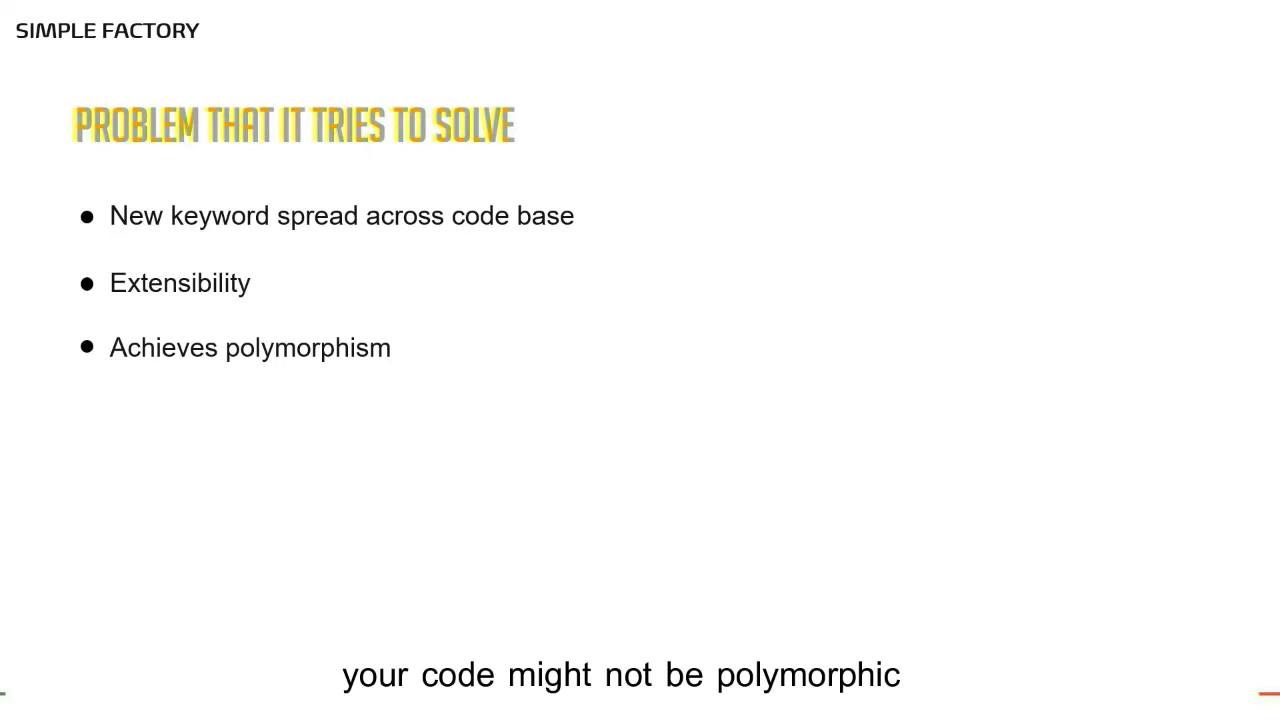 SIMPLE FACTORY
PROBLEM THAT IT TRIES TO SOLVE
● New keyword spread across code base
● Extensibility
● Achieves polymorphism
your code might not be polymorphic